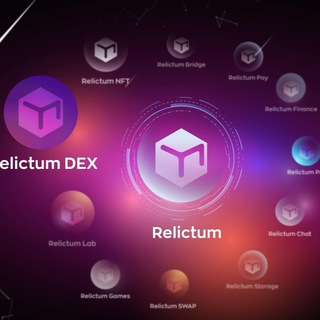 Relictum Bridge
Relictum Pay
Relictum NFT
Relictum Finance
elictum DEX
Relictum P
Relictum
Relictum Chat
Relictum Lab
Relictum Storage
Relictum Games
Relictum SWAP